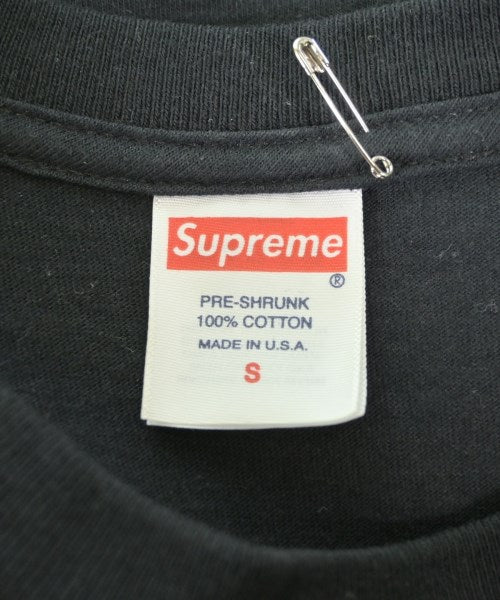 Supreme
®
PRE-SHRUNK
100% COTTON
MADE IN U.S.A.
S